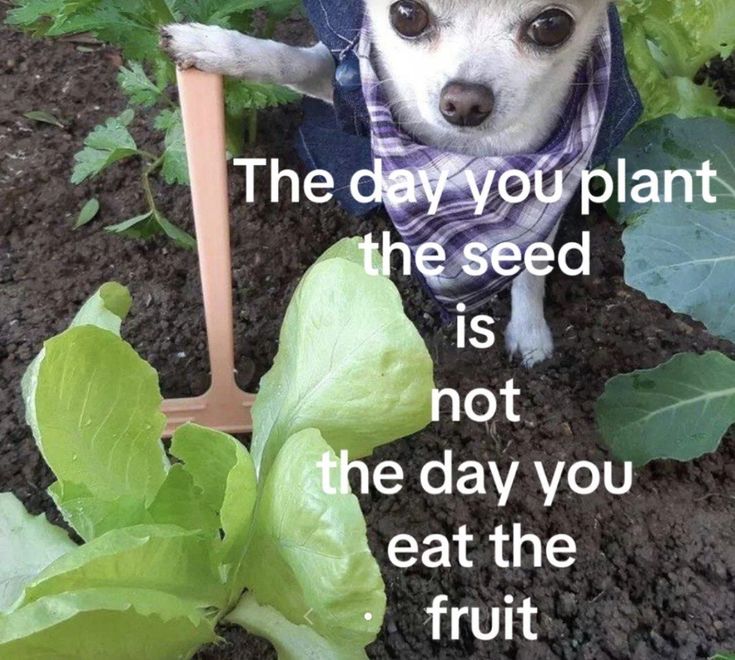 The day you plant
the seed
is
not
the day you
eat the
fruit